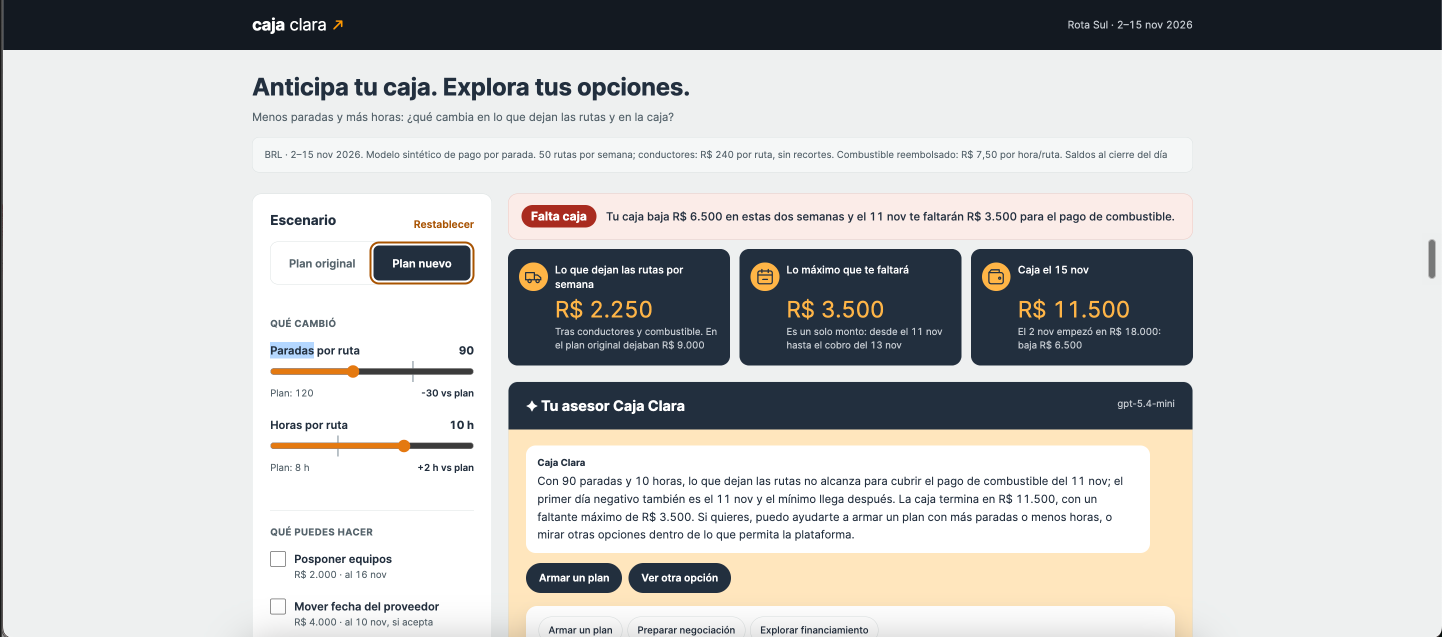 caja clara ↗
Rota Sul · 2–15 nov 2026
Anticipa tu caja. Explora tus opciones.
Menos paradas y más horas: ¿qué cambia en lo que dejan las rutas y en la caja?
BRL · 2–15 nov 2026. Modelo sintético de pago por parada. 50 rutas por semana; conductores: R$ 240 por ruta, sin recortes. Combustible reembolsado: R$ 7,50 por hora/ruta. Saldos al cierre del día
Escenario
Restablecer
Plan original
Plan nuevo
QUÉ CAMBIÓ
Paradas por ruta
90
Plan: 120
-30 vs plan
Horas por ruta
10 h
Plan: 8 h
+2 h vs plan
QUÉ PUEDES HACER
Posponer equipos
R$ 2.000 · al 16 nov
Mover fecha del proveedor
R$ 4.000 · al 10 nov, si acepta
Falta caja
Tu caja baja R$ 6.500 en estas dos semanas y el 11 nov te faltarán R$ 3.500 para el pago de combustible.
Lo que dejan las rutas por
semana
R$ 2.250
Tras conductores y combustible. En
el plan original dejaban R$ 9.000
Lo máximo que te faltará
R$ 3.500
Es un solo monto: desde el 11 nov
hasta el cobro del 13 nov
Caja el 15 nov
R$ 11.500
El 2 nov empezó en R$ 18.000:
baja R$ 6.500
✦ Tu asesor Caja Clara
gpt-5.4-mini
Caja Clara
Con 90 paradas y 10 horas, lo que dejan las rutas no alcanza para cubrir el pago de combustible del 11 nov; el
primer día negativo también es el 11 nov y el mínimo llega después. La caja termina en R$ 11.500, con un
faltante máximo de R$ 3.500. Si quieres, puedo ayudarte a armar un plan con más paradas o menos horas, o
mirar otras opciones dentro de lo que permita la plataforma.
Armar un plan
Ver otra opción
Armar un plan
Preparar negociación
Explorar financiamiento